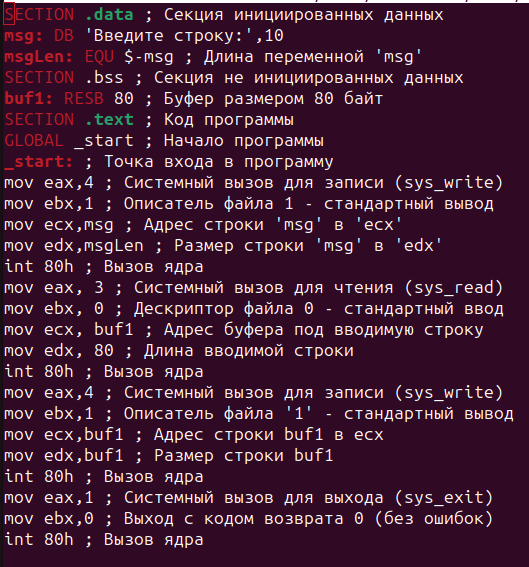 SECTION .data ; Секция инициированных данных
msg: DB 'Введите строку:',10
msgLen: EQU $-msg ; Длина переменной 'msg'
SECTION .bss ; Секция не инициированных данных
buf1: RESB 80 ; Буфер размером 80 байт
SECTION .text ; Код программы
GLOBAL _start ; Начало программы
_start: ; Точка входа в программу
mov eax,4 ; Системный вызов для записи (sys_write)
mov ebx,1 ; Описатель файла 1 - стандартный вывод
mov ecx,msg ; Адрес строки 'msg' в 'ecx'
mov edx,msgLen ; Размер строки 'msg' в 'edx'
int 80h ; Вызов ядра
mov eax, 3 ; Системный вызов для чтения (sys_read)
mov ebx, 0 ; Дескриптор файла 0 - стандартный ввод
mov ecx, buf1 ; Адрес буфера под вводимую строку
mov edx, 80 ; Длина вводимой строки
int 80h ; Вызов ядра
mov eax,4 ; Системный вызов для записи (sys_write)
mov ebx,1 ; Описатель файла '1' - стандартный вывод
mov ecx,buf1 ; Адрес строки buf1 в ecx
mov edx,buf1 ; Размер строки buf1
int 80h ; Вызов ядра
mov eax,1 ; Системный вызов для выхода (sys_exit)
mov ebx,0 ; Выход с кодом возврата 0 (без ошибок)
int 80h ; Вызов ядра